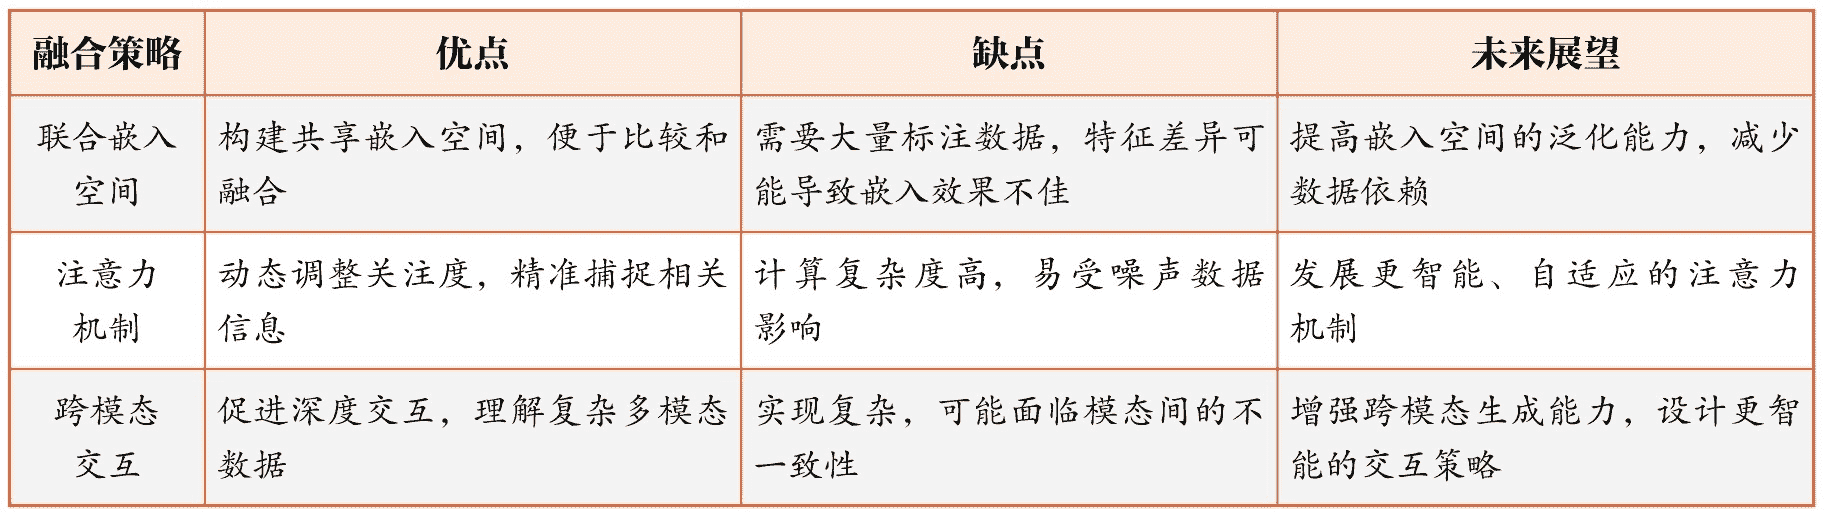 融合策略 优点 缺点 未来展望
联合嵌入
空间
构建共享嵌入空间，便于比较和
融合
需要大量标注数据，特征差异可
能导致嵌入效果不佳
提高嵌入空间的泛化能力，减少
数据依赖
注意力
机制
动态调整关注度，精准捕捉相关
信息
计算复杂度高，易受噪声数据
影响
发展更智能、自适应的注意力
机制
跨模态
交互
促进深度交互，理解复杂多模态
数据
实现复杂，可能面临模态间的不
一致性
增强跨模态生成能力，设计更智
能的交互策略